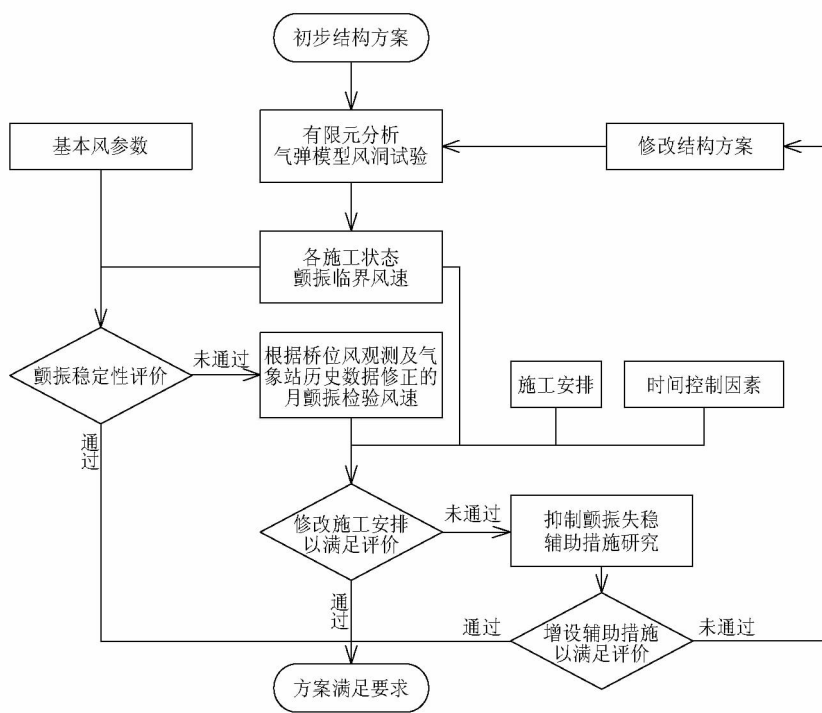 初步结构方案
基本风参数
有限元分析
气弹模型风洞试验
修改结构方案
各施工状态
颤振临界风速
颤振稳定性评价
未通过
根据桥位风观测及气
象站历史数据修正的
月颤振检验风速
施工安排
时间控制因素
通过
修改施工安排
以满足评价
未通过
抑制颤振失稳
辅助措施研究
通过
通过
增设辅助措施
以满足评价
未通过
方案满足要求